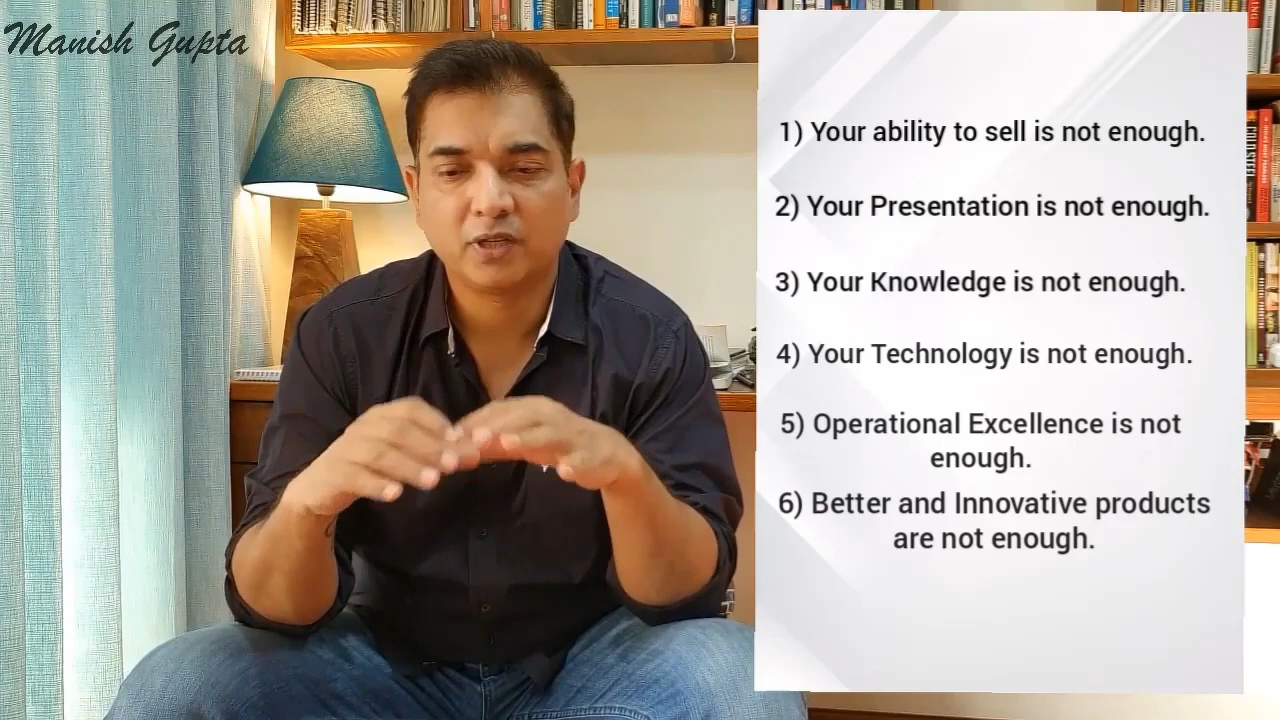 Manish Gupta
1) Your ability to sell is not enough.
2) Your Presentation is not enough.
3) Your Knowledge is not enough.
4) Your Technology is not enough.
5) Operational Excellence is not
enough.
6) Better and Innovative products
are not enough.
COLD STEEL